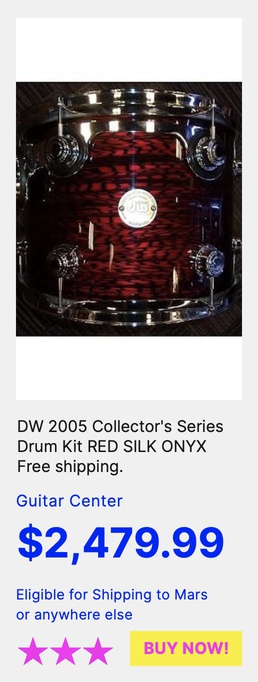 DW 2005 Collector's Series
Drum Kit RED SILK ONYX
Free shipping.
Guitar Center
$2,479.99
Eligible for Shipping to Mars
or anywhere else
BUY NOW!